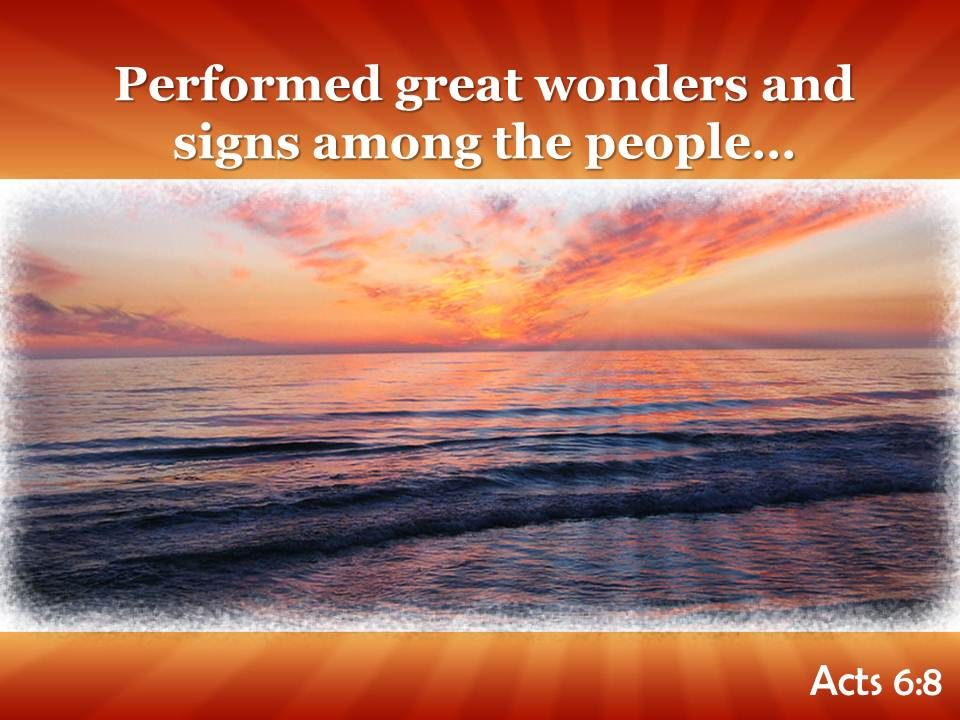 Performed great wonders and
signs among the people...
Acts 6:8